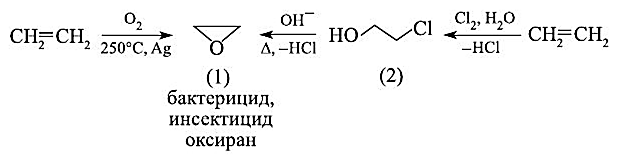 CH₂=CH₂ O₂ 250°C, Ag O OH⁻ Δ, –HCl HO Cl Cl₂, H₂O –HCl CH₂=CH₂
(1) (2)
бактерицид,
инсектицид
оксиран